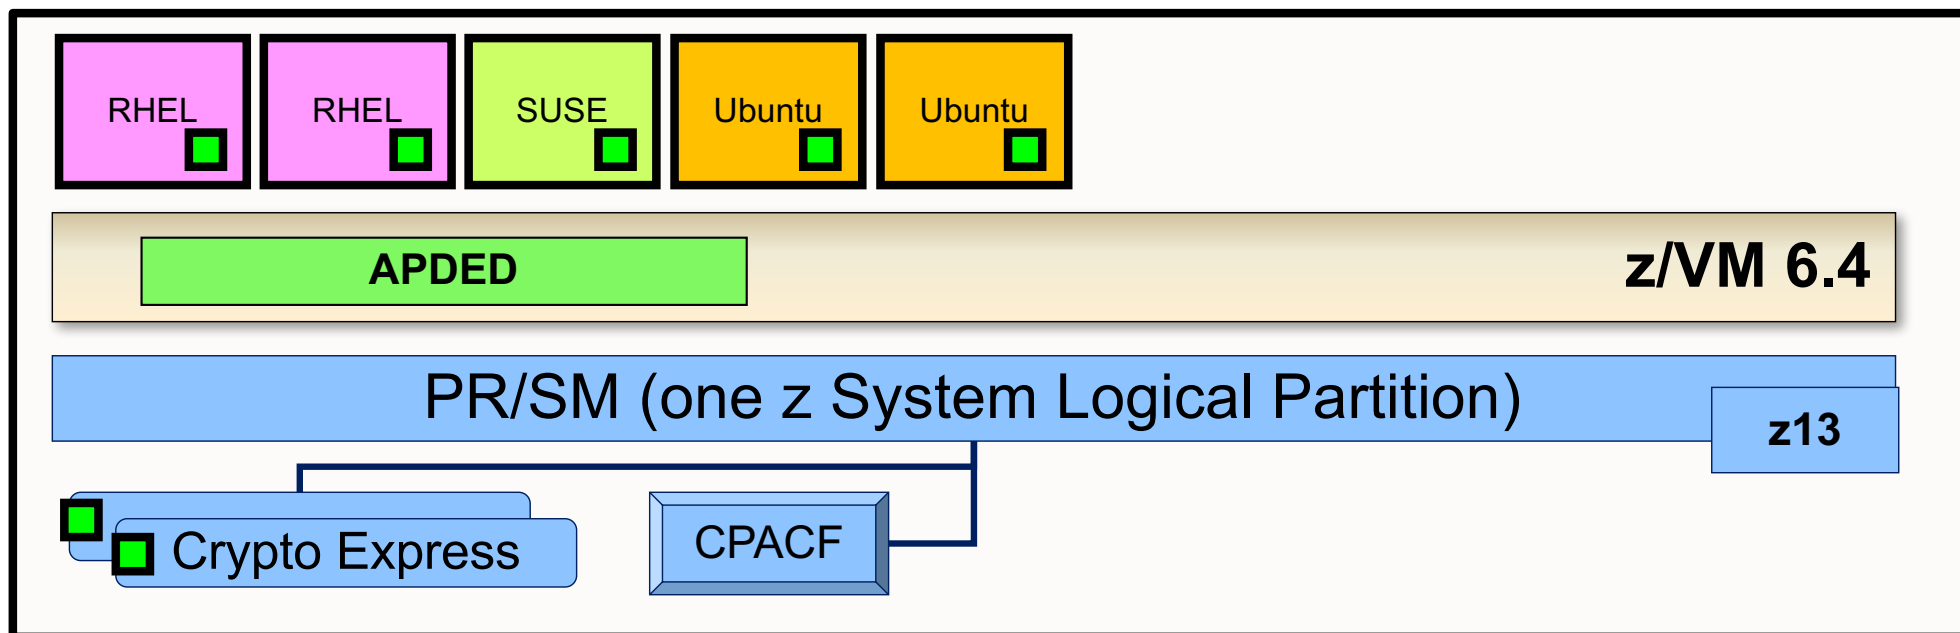 RHEL
RHEL
SUSE
Ubuntu
Ubuntu
APDED
z/VM 6.4
PR/SM (one z System Logical Partition)
z13
Crypto Express
CPACF